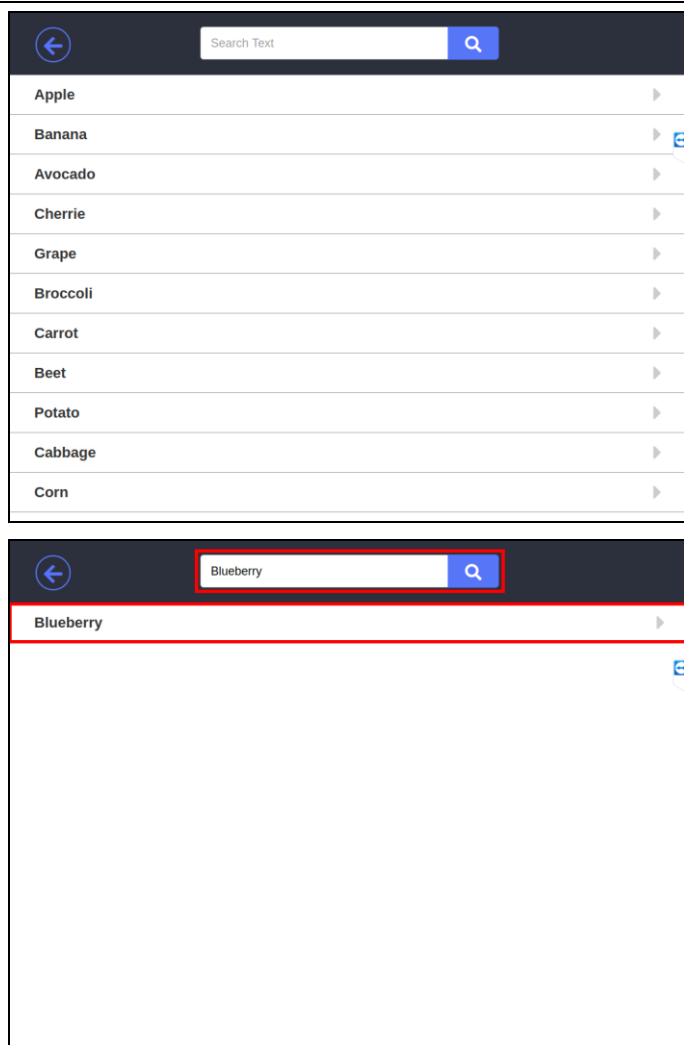 Search Text
Apple
Banana
Avocado
Cherrie
Grape
Broccoli
Carrot
Beet
Potato
Cabbage
Corn
Blueberry
Blueberry